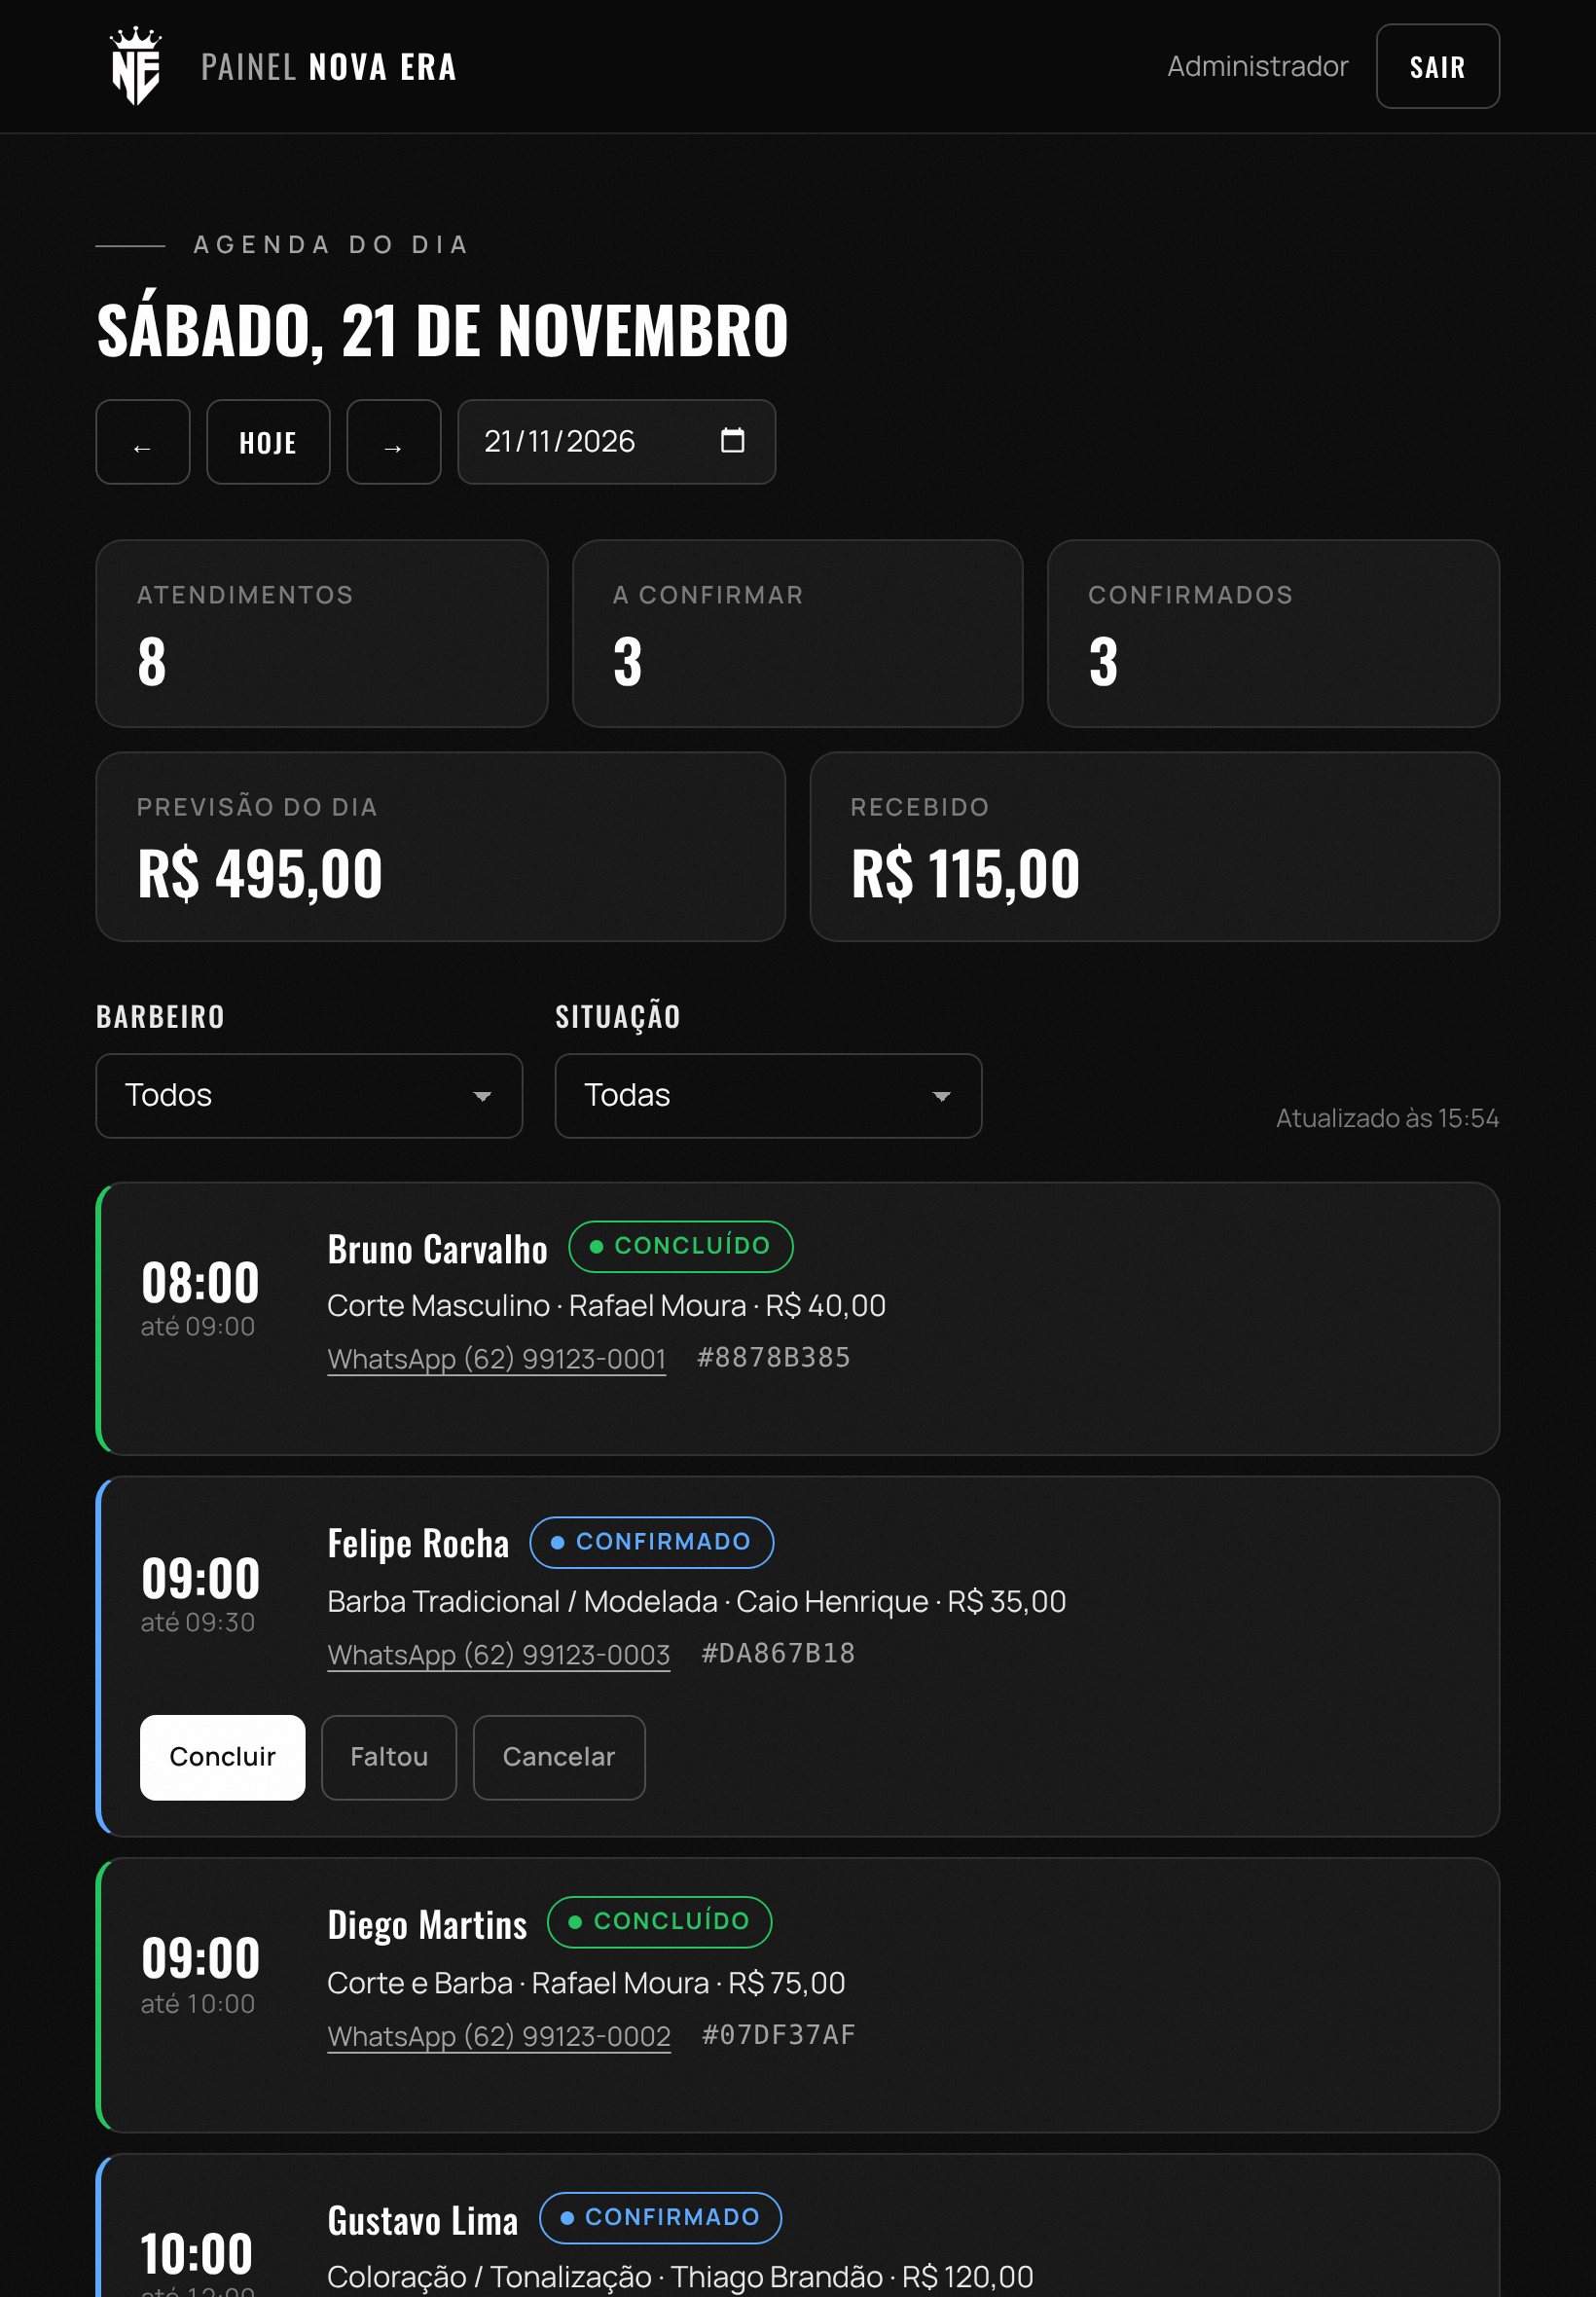 NE
PAINEL NOVA ERA
Administrador
SAIR
AGENDA DO DIA
SÁBADO, 21 DE NOVEMBRO
←
HOJE
→
21/11/2026
ATENDIMENTOS
8
A CONFIRMAR
3
CONFIRMADOS
3
PREVISÃO DO DIA
R$ 495,00
RECEBIDO
R$ 115,00
BARBEIRO
Todos
SITUAÇÃO
Todas
Atualizado às 15:54
08:00
até 09:00
Bruno Carvalho
CONCLUÍDO
Corte Masculino · Rafael Moura · R$ 40,00
WhatsApp (62) 99123-0001 #8878B385
09:00
até 09:30
Felipe Rocha
CONFIRMADO
Barba Tradicional / Modelada · Caio Henrique · R$ 35,00
WhatsApp (62) 99123-0003 #DA867B18
Concluir
Faltou
Cancelar
09:00
até 10:00
Diego Martins
CONCLUÍDO
Corte e Barba · Rafael Moura · R$ 75,00
WhatsApp (62) 99123-0002 #07DF37AF
10:00
até 12:00
Gustavo Lima
CONFIRMADO
Coloração / Tonalização · Thiago Brandão · R$ 120,00